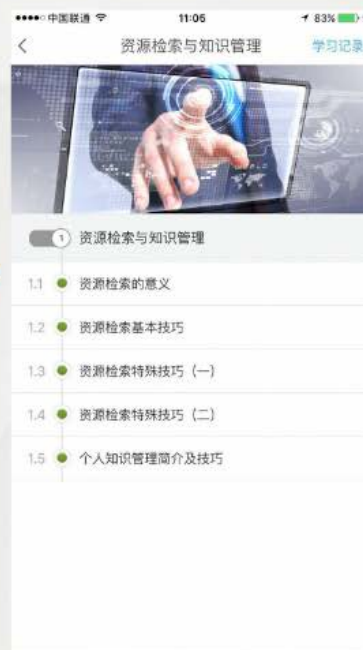 中国联通 11:06 83%
资源检索与知识管理 学习记录
1 资源检索与知识管理
1.1 资源检索的意义
1.2 资源检索基本技巧
1.3 资源检索特殊技巧（一）
1.4 资源检索特殊技巧（二）
1.5 个人知识管理简介及技巧